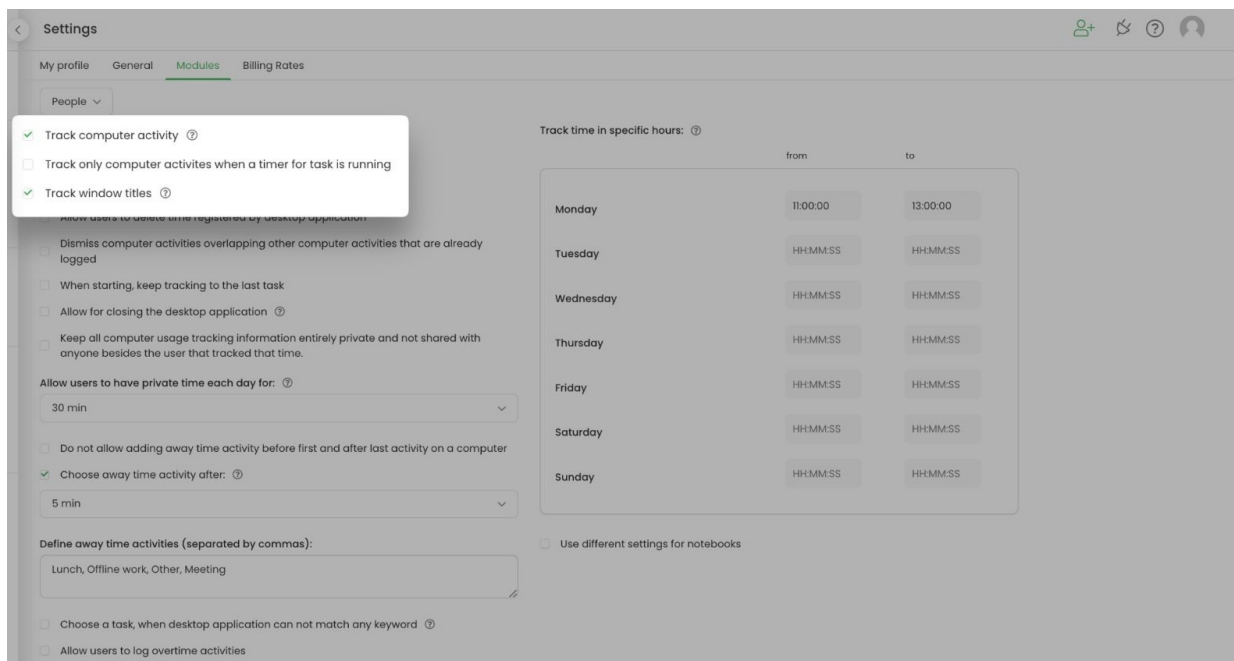 Settings
My profile General Modules Billing Rates
People
Track computer activity
Track only computer activites when a timer for task is running
Track window titles
Allow users to delete time registered by desktop application
Dismiss computer activities overlapping other computer activities that are already
logged
When starting, keep tracking to the last task
Allow for closing the desktop application
Keep all computer usage tracking information entirely private and not shared with
anyone besides the user that tracked that time.
Allow users to have private time each day for:
30 min
Do not allow adding away time activity before first and after last activity on a computer
Choose away time activity after:
5 min
Define away time activities (separated by commas):
Lunch, Offline work, Other, Meeting
Choose a task, when desktop application can not match any keyword
Allow users to log overtime activities
Track time in specific hours:
from to
Monday 11:00:00 13:00:00
Tuesday HH:MM:SS HH:MM:SS
Wednesday HH:MM:SS HH:MM:SS
Thursday HH:MM:SS HH:MM:SS
Friday HH:MM:SS HH:MM:SS
Saturday HH:MM:SS HH:MM:SS
Sunday HH:MM:SS HH:MM:SS
Use different settings for notebooks